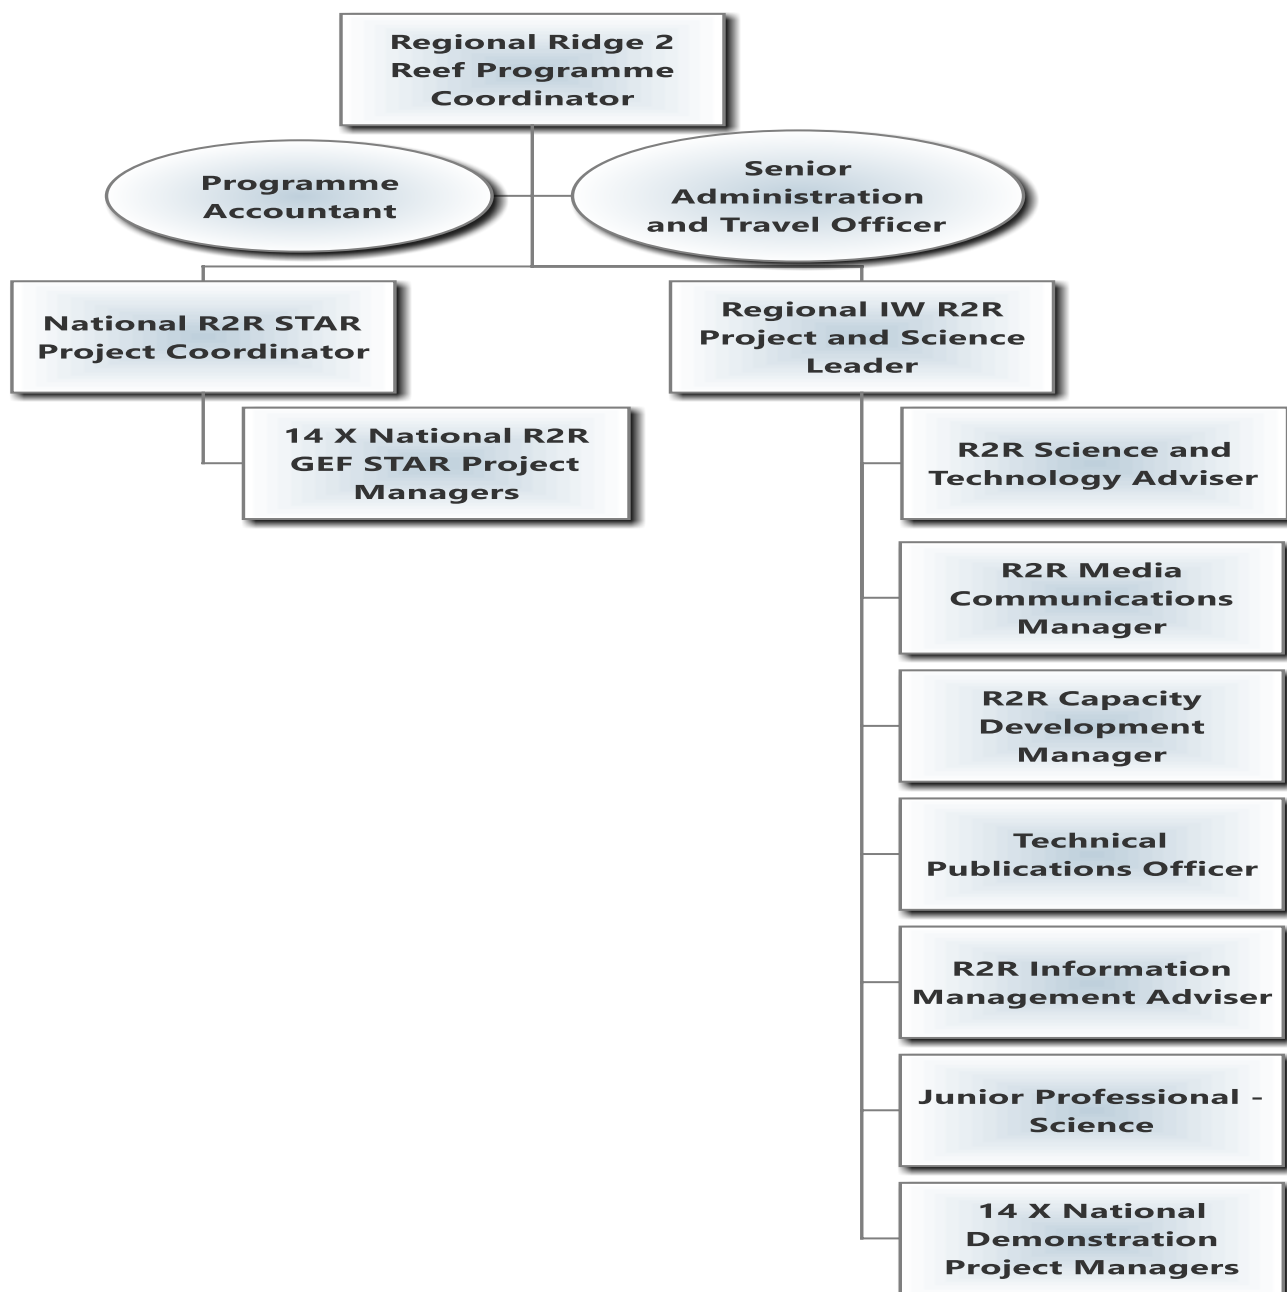 Regional Ridge 2
Reef Programme
Coordinator
Programme
Accountant
Senior
Administration
and Travel Officer
National R2R STAR
Project Coordinator
Regional IW R2R
Project and Science
Leader
14 X National R2R
GEF STAR Project
Managers
R2R Science and
Technology Adviser
R2R Media
Communications
Manager
R2R Capacity
Development
Manager
Technical
Publications Officer
R2R Information
Management Adviser
Junior Professional -
Science
14 X National
Demonstration
Project Managers